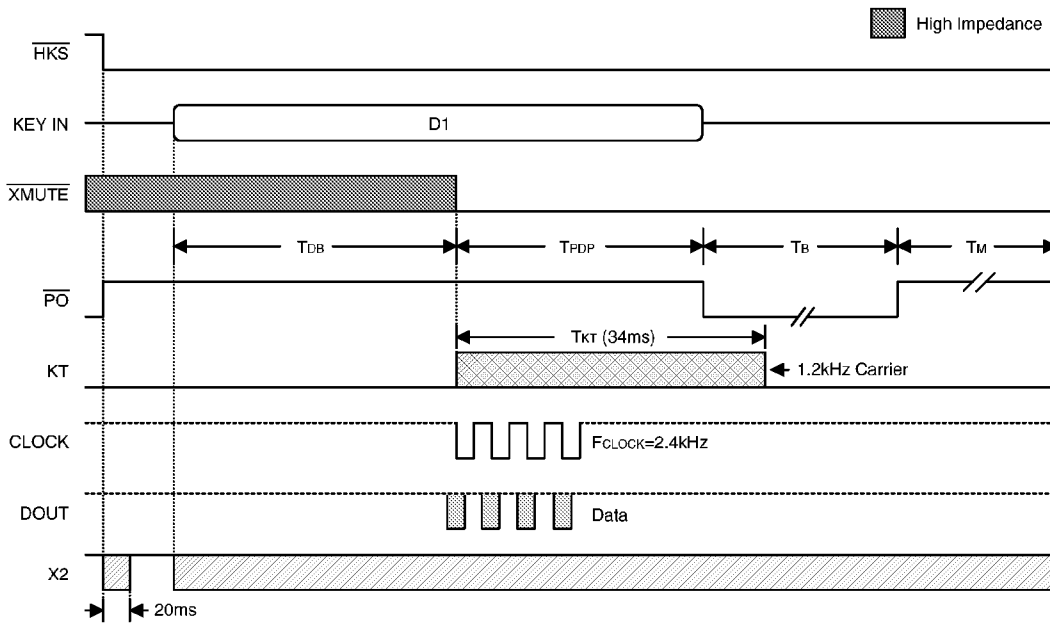 High Impedance
HKS
KEY IN
D1
XMUTE
TDB
TPDP
TB
TM
PO
TKT (34ms)
KT
1.2kHz Carrier
CLOCK
FCLOCK=2.4kHz
DOUT
Data
X2
20ms